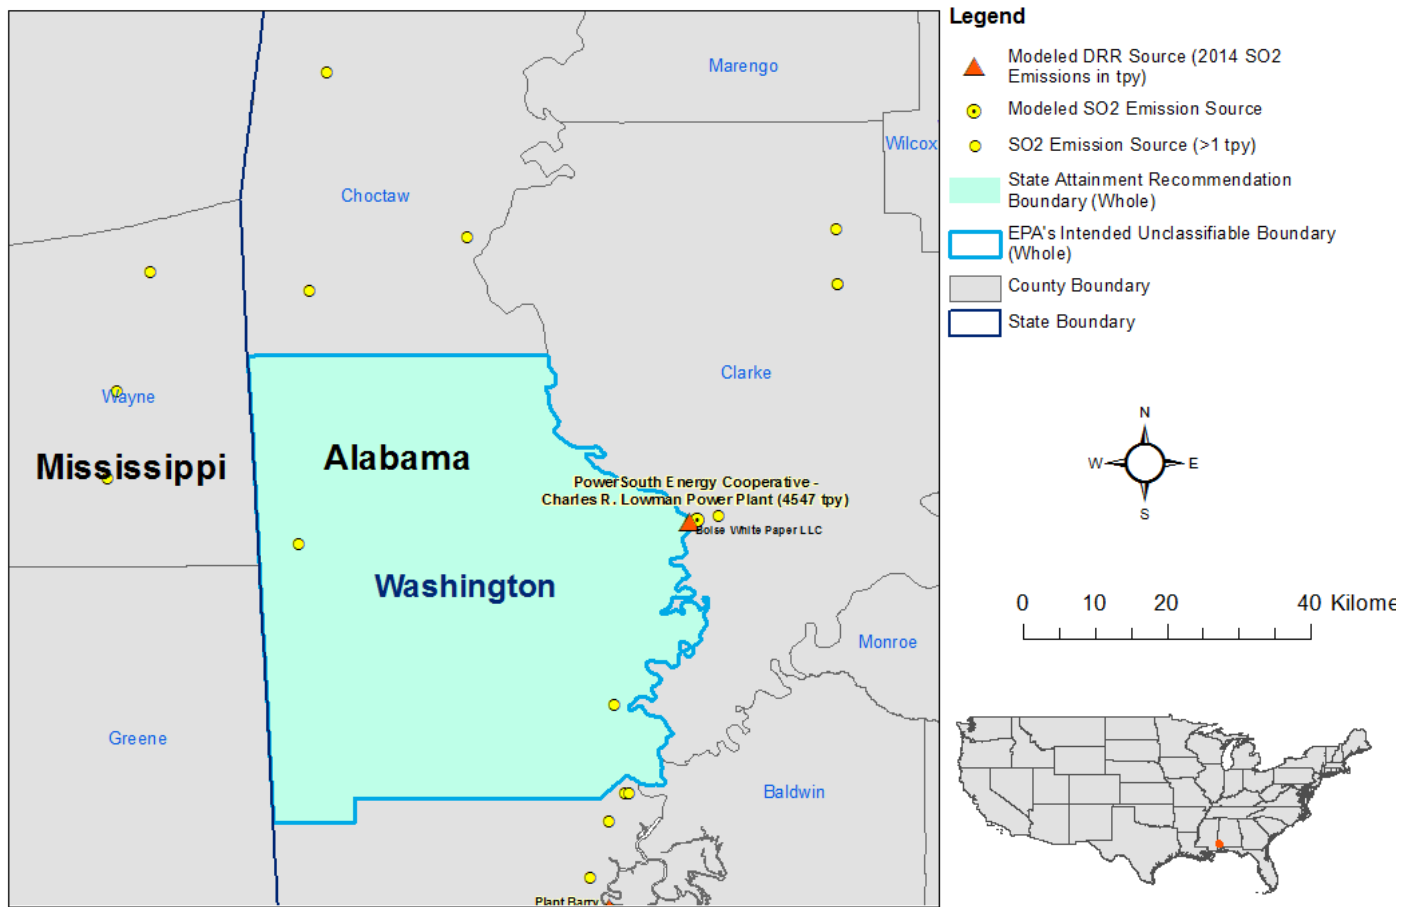 Marengo
Wilcox
Choctaw
Clarke
Wayne
Mississippi
Alabama
PowerSouth Energy Cooperative -
Charles R. Lowman Power Plant (4547 tpy)
Boise White Paper LLC
Washington
Monroe
Greene
Baldwin
Plant Barry
Legend
Modeled DRR Source (2014 SO2
Emissions in tpy)
Modeled SO2 Emission Source
SO2 Emission Source (>1 tpy)
State Attainment Recommendation
Boundary (Whole)
EPA's Intended Unclassifiable Boundary
(Whole)
County Boundary
State Boundary
N
W E
S
0 10 20 40 Kilome